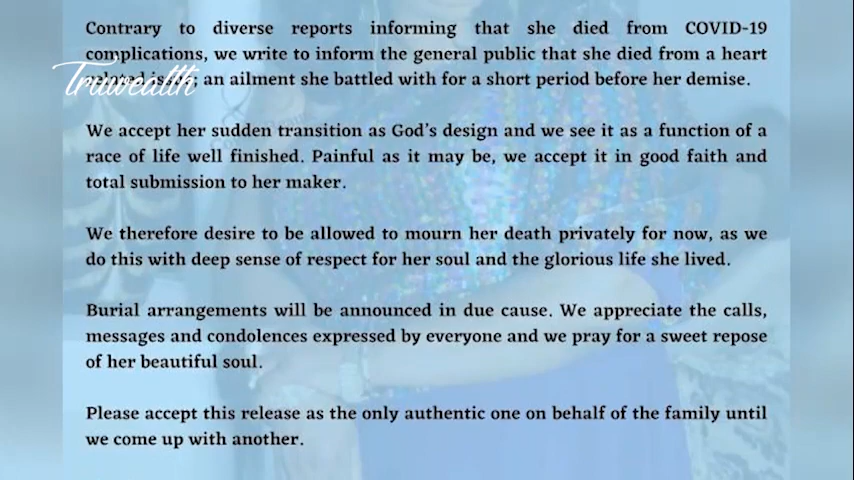 Contrary to diverse reports informing that she died from COVID-19
complications, we write to inform the general public that she died from a heart
Truwealth
an ailment she battled with for a short period before her demise.
We accept her sudden transition as God's design and we see it as a function of a
race of life well finished. Painful as it may be, we accept it in good faith and
total submission to her maker.
We therefore desire to be allowed to mourn her death privately for now, as we
do this with deep sense of respect for her soul and the glorious life she lived.
Burial arrangements will be announced in due cause. We appreciate the calls,
messages and condolences expressed by everyone and we pray for a sweet repose
of her beautiful soul.
Please accept this release as the only authentic one on behalf of the family until
we come up with another.